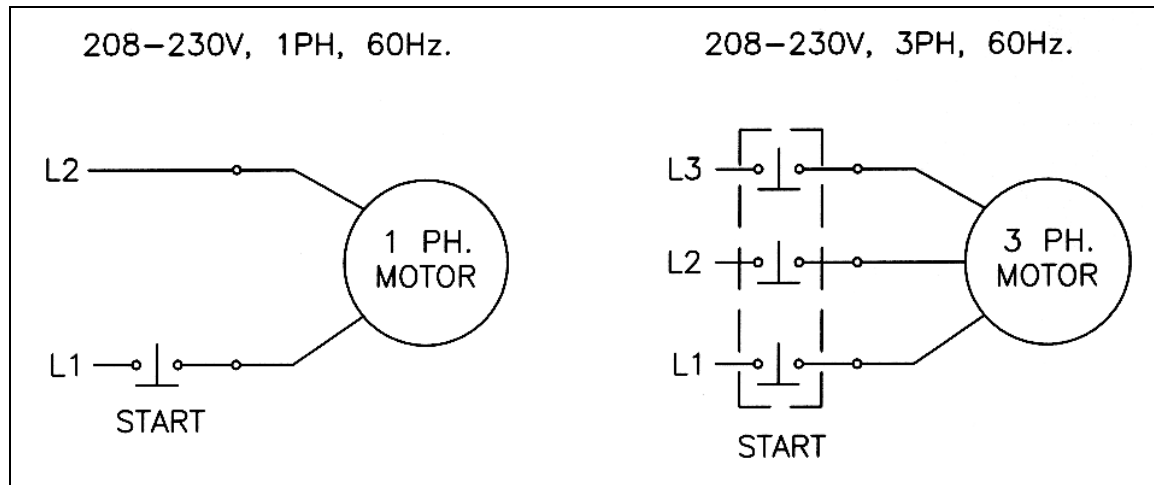 208-230V, 1PH, 60Hz.
L2
1 PH.
MOTOR
L1
START
208-230V, 3PH, 60Hz.
L3
L2
3 PH.
MOTOR
L1
START